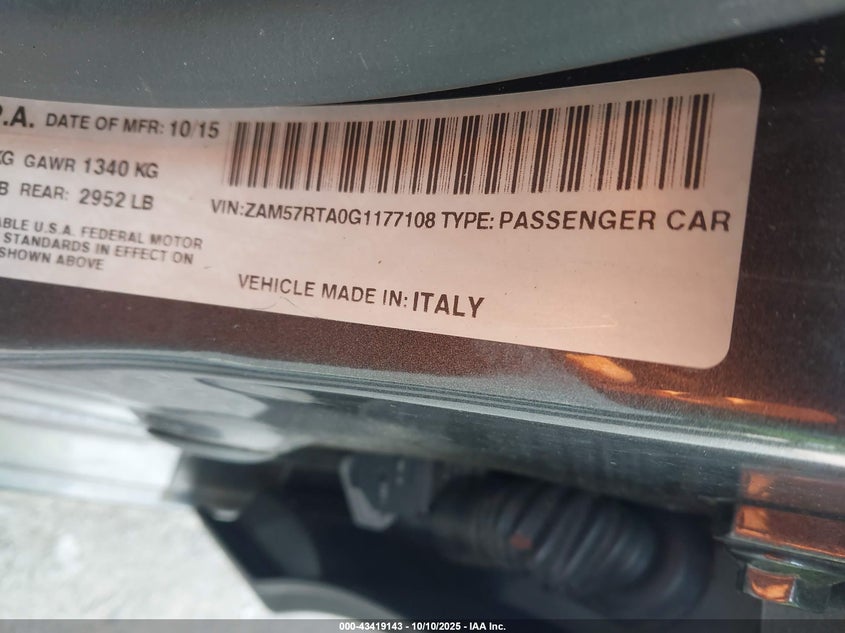 P.A. DATE OF MFR: 10/15
KG GAWR 1340 KG
B REAR: 2952 LB
VIN:ZAM57RTA0G1177108 TYPE: PASSENGER CAR
ABLE U.S.A. FEDERAL MOTOR
STANDARDS IN EFFECT ON
SHOWN ABOVE
VEHICLE MADE IN: ITALY
000-43419143 - 10/10/2025 - IAA Inc.